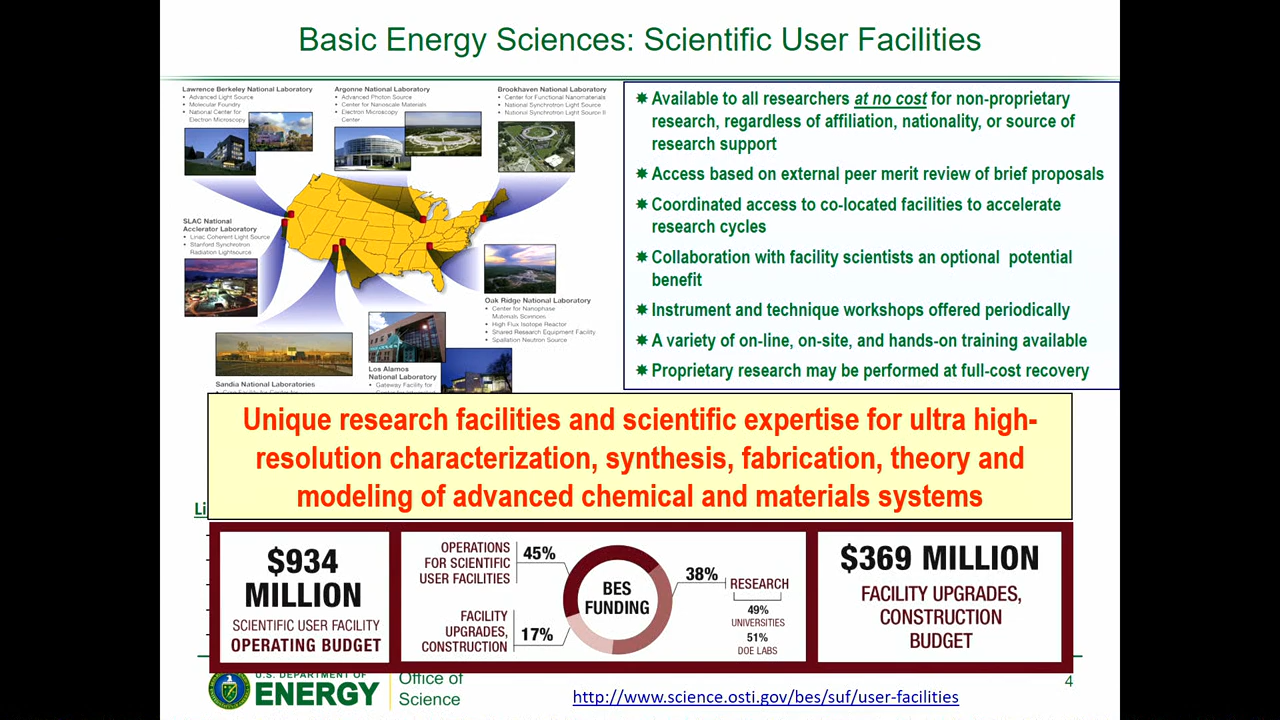 Basic Energy Sciences: Scientific User Facilities
Lawrence Berkeley National Laboratory
• Advanced Light Source
• Molecular Foundry
• National Center for
Electron Microscopy
Argonne National Laboratory
• Advanced Photon Source
• Center for Nanoscale Materials
• Electron Microscopy
Center
Brookhaven National Laboratory
• Center for Functional Nanomaterials
• National Synchrotron Light Source
• National Synchrotron Light Source II
SLAC National
Acclerator Laboratory
• Linac Coherent Light Source
• Stanford Synchrotron
Radiation Lightsource
Oak Ridge National Laboratory
• Center for Nanophase
Materials Sciences
• High Flux Isotope Reactor
• Shared Research Equipment Facility
• Spallation Neutron Source
Los Alamos
National Laboratory
• Gateway Facility for
Sandia National Laboratories
✷ Available to all researchers at no cost for non-proprietary
research, regardless of affiliation, nationality, or source of
research support
✷ Access based on external peer merit review of brief proposals
✷ Coordinated access to co-located facilities to accelerate
research cycles
✷ Collaboration with facility scientists an optional potential
benefit
✷ Instrument and technique workshops offered periodically
✷ A variety of on-line, on-site, and hands-on training available
✷ Proprietary research may be performed at full-cost recovery
Unique research facilities and scientific expertise for ultra high-
resolution characterization, synthesis, fabrication, theory and
modeling of advanced chemical and materials systems
Li
$934
MILLION
SCIENTIFIC USER FACILITY
OPERATING BUDGET
OPERATIONS
FOR SCIENTIFIC
USER FACILITIES
45%
FACILITY
UPGRADES,
CONSTRUCTION
17%
BES
FUNDING
38%
RESEARCH
49%
UNIVERSITIES
51%
DOE LABS
$369 MILLION
FACILITY UPGRADES,
CONSTRUCTION
BUDGET
U.S. DEPARTMENT OF
ENERGY
Office of
Science
http://www.science.osti.gov/bes/suf/user-facilities
4